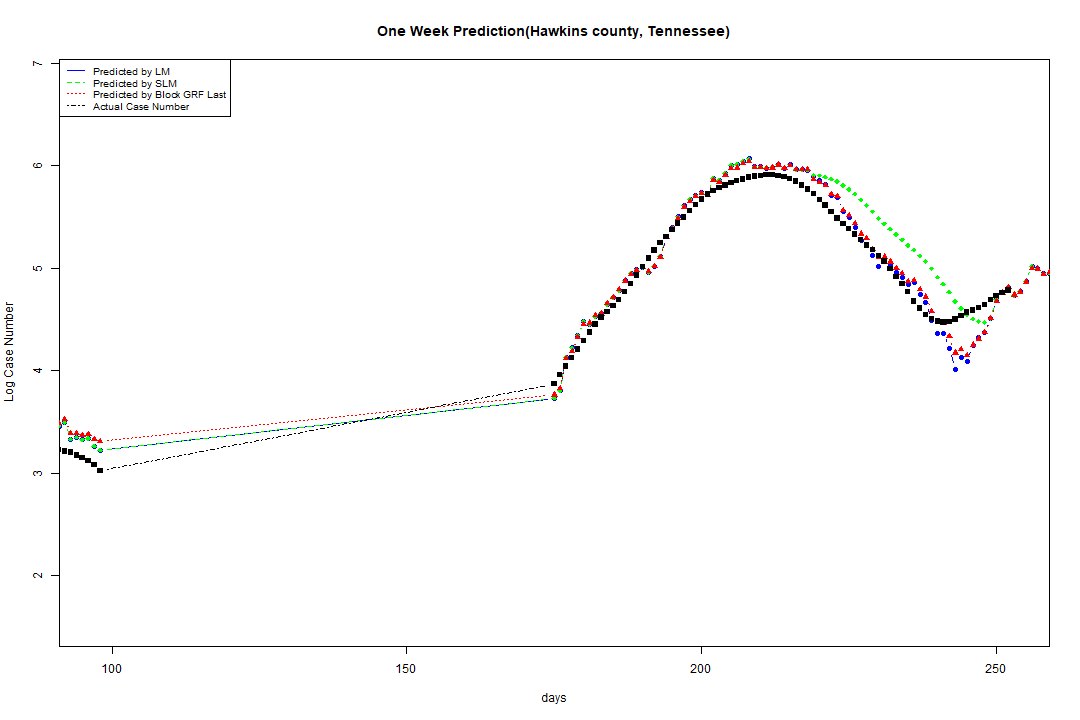 One Week Prediction(Hawkins county, Tennessee)
Predicted by LM
Predicted by SLM
Predicted by Block GRF Last
Actual Case Number
7
6
5
4
3
2
Log Case Number
100 150 200 250
days